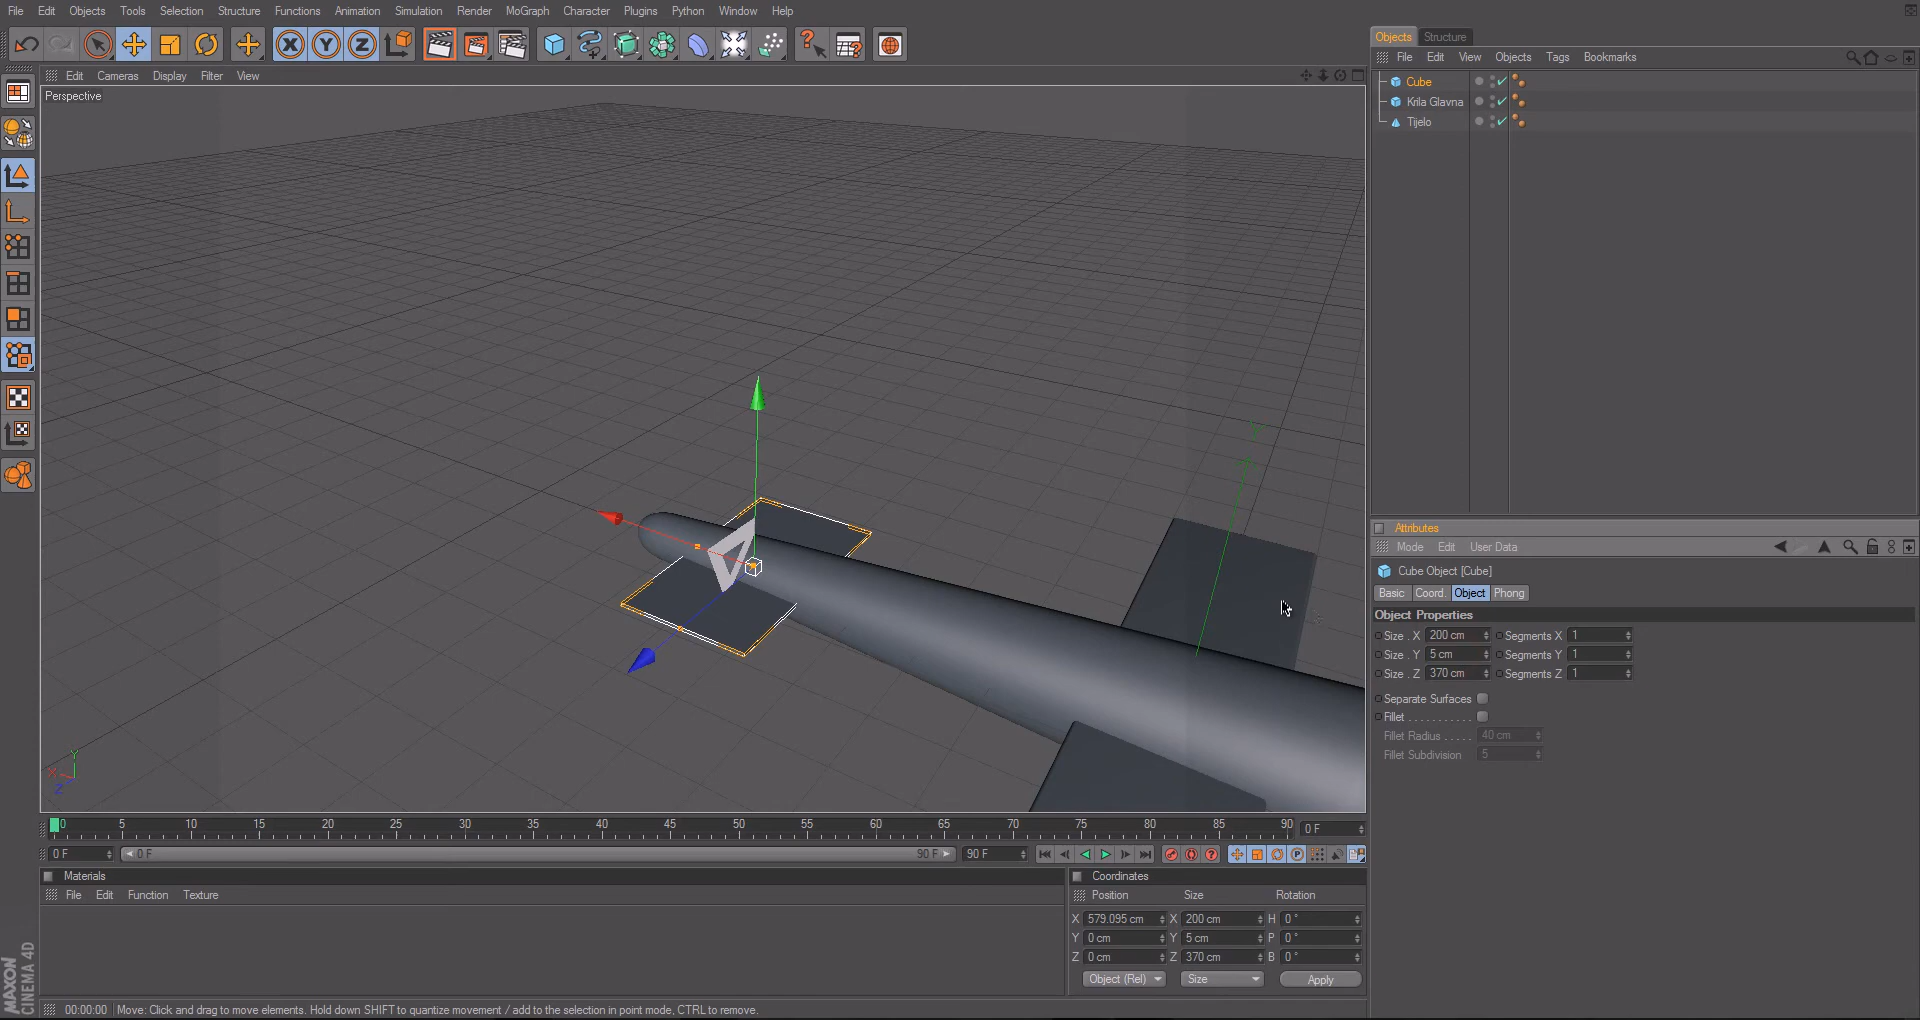 File Edit Objects Tools Selection Structure Functions Animation Simulation Render MoGraph Character Plugins Python Window Help
Edit Cameras Display Filter View
Perspective
Y
X
Z
0 5 10 15 20 25 30 35 40 45 50 55 60 65 70 75 80 85 90 0 F
0 F 0 F 90 F 90 F
Materials
File Edit Function Texture
Coordinates
Position Size Rotation
X 579.095 cm X 200 cm H 0 °
Y 0 cm Y 5 cm P 0 °
Z 0 cm Z 370 cm B 0 °
Object (Rel) Size Apply
MAXON
CINEMA 4D
00:00:00 Move: Click and drag to move elements. Hold down SHIFT to quantize movement / add to the selection in point mode, CTRL to remove.
Objects Structure
File Edit View Objects Tags Bookmarks
Cube
Krila Glavna
Tijelo
Attributes
Mode Edit User Data
Cube Object [Cube]
Basic Coord. Object Phong
Object Properties
Size . X 200 cm Segments X 1
Size . Y 5 cm Segments Y 1
Size . Z 370 cm Segments Z 1
Separate Surfaces
Fillet . . . . . . . . . . .
Fillet Radius . . . . . 40 cm
Fillet Subdivision 5